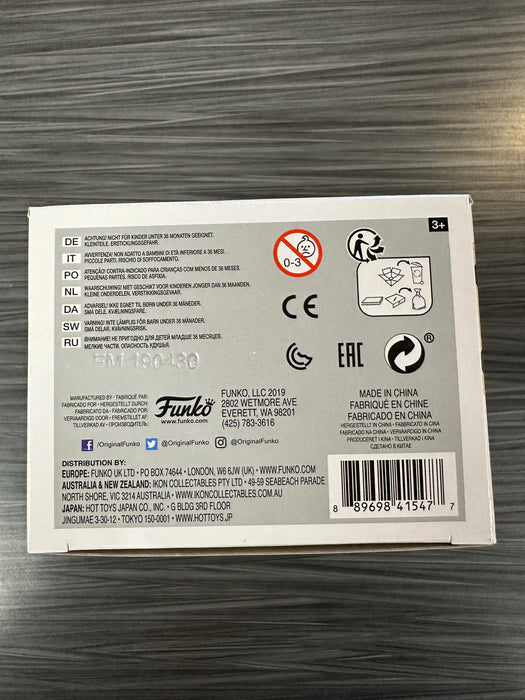 3+
DE ACHTUNG! NICHT FÜR KINDER UNTER 36 MONATEN GEEIGNET.
KLEINTEILE. ERSTICKUNGSGEFAHR.
IT AVVERTENZA! NON ADATTO A BAMBINI DI ETÀ INFERIORE A 36 MESI.
PICCOLE PARTI. RISCHIO DI SOFFOCAMENTO.
PO ATENÇÃO! CONTRA-INDICADO PARA CRIANÇAS COM MENOS DE 36 MESES.
PEQUENAS PARTES. RISCO DE ASFIXIA.
NL WAARSCHUWING! NIET GESCHIKT VOOR KINDEREN JONGER DAN 36 MAANDEN.
KLEINE ONDERDELEN. VERSTIKKINGSGEVAAR.
DA ADVARSEL! IKKE EGNET TIL BØRN UNDER 36 MÅNEDER.
SMÅ DELE. KVÆLNINGSFARE.
SW VARNING! INTE LÄMPLIG FÖR BARN UNDER 36 MÅNADER.
SMÅ DELAR. KVÄVNINGSRISK.
RU ВНИМАНИЕ! НЕ ПРИГОДНО ДЛЯ ДЕТЕЙ МЛАДШЕ 36 МЕСЯЦЕВ.
МЕЛКИЕ ЧАСТИ, ОПАСНОСТЬ УДУШЬЯ.
0-3
CE
EAC
®
MANUFACTURED BY • FABRIQUÉ PAR:
FABRICADO POR • HERGESTELLT DURCH:
FABBRICATO DA • FABRICADO POR:
VERVAARDIGD DOOR • FREMSTILLET AF:
TILLVERKAD AV • ПРОИЗВОДИТЕЛЬ:
Funko
www.funko.com
FUNKO, LLC 2019
2802 WETMORE AVE
EVERETT, WA 98201
(425) 783-3616
MADE IN CHINA
FABRIQUÉ EN CHINE
FABRICADO EN CHINA
HERGESTELLT IN CHINA • FABBRICATO IN CINA
FABRICADO NA CHINA • VERVAARDIGD IN CHINA
PRODUCERET I KINA • TILLVERKAD I KINA
СДЕЛАНО В КИТАЕ
/OriginalFunko @OriginalFunko @OriginalFunko
DISTRIBUTION BY:
EUROPE: FUNKO UK LTD • PO BOX 74644 • LONDON, W6 6JW (UK) • WWW.FUNKO.COM
AUSTRALIA & NEW ZEALAND: IKON COLLECTABLES PTY LTD • 49-59 SEABEACH PARADE
NORTH SHORE, VIC 3214 AUSTRALIA • WWW.IKONCOLLECTABLES.COM.AU
JAPAN: HOT TOYS JAPAN CO., INC. • G BLDG 3RD FLOOR
JINGUMAE 3-30-12 • TOKYO 150-0001 • WWW.HOTTOYS.JP
8 89698 41547 7